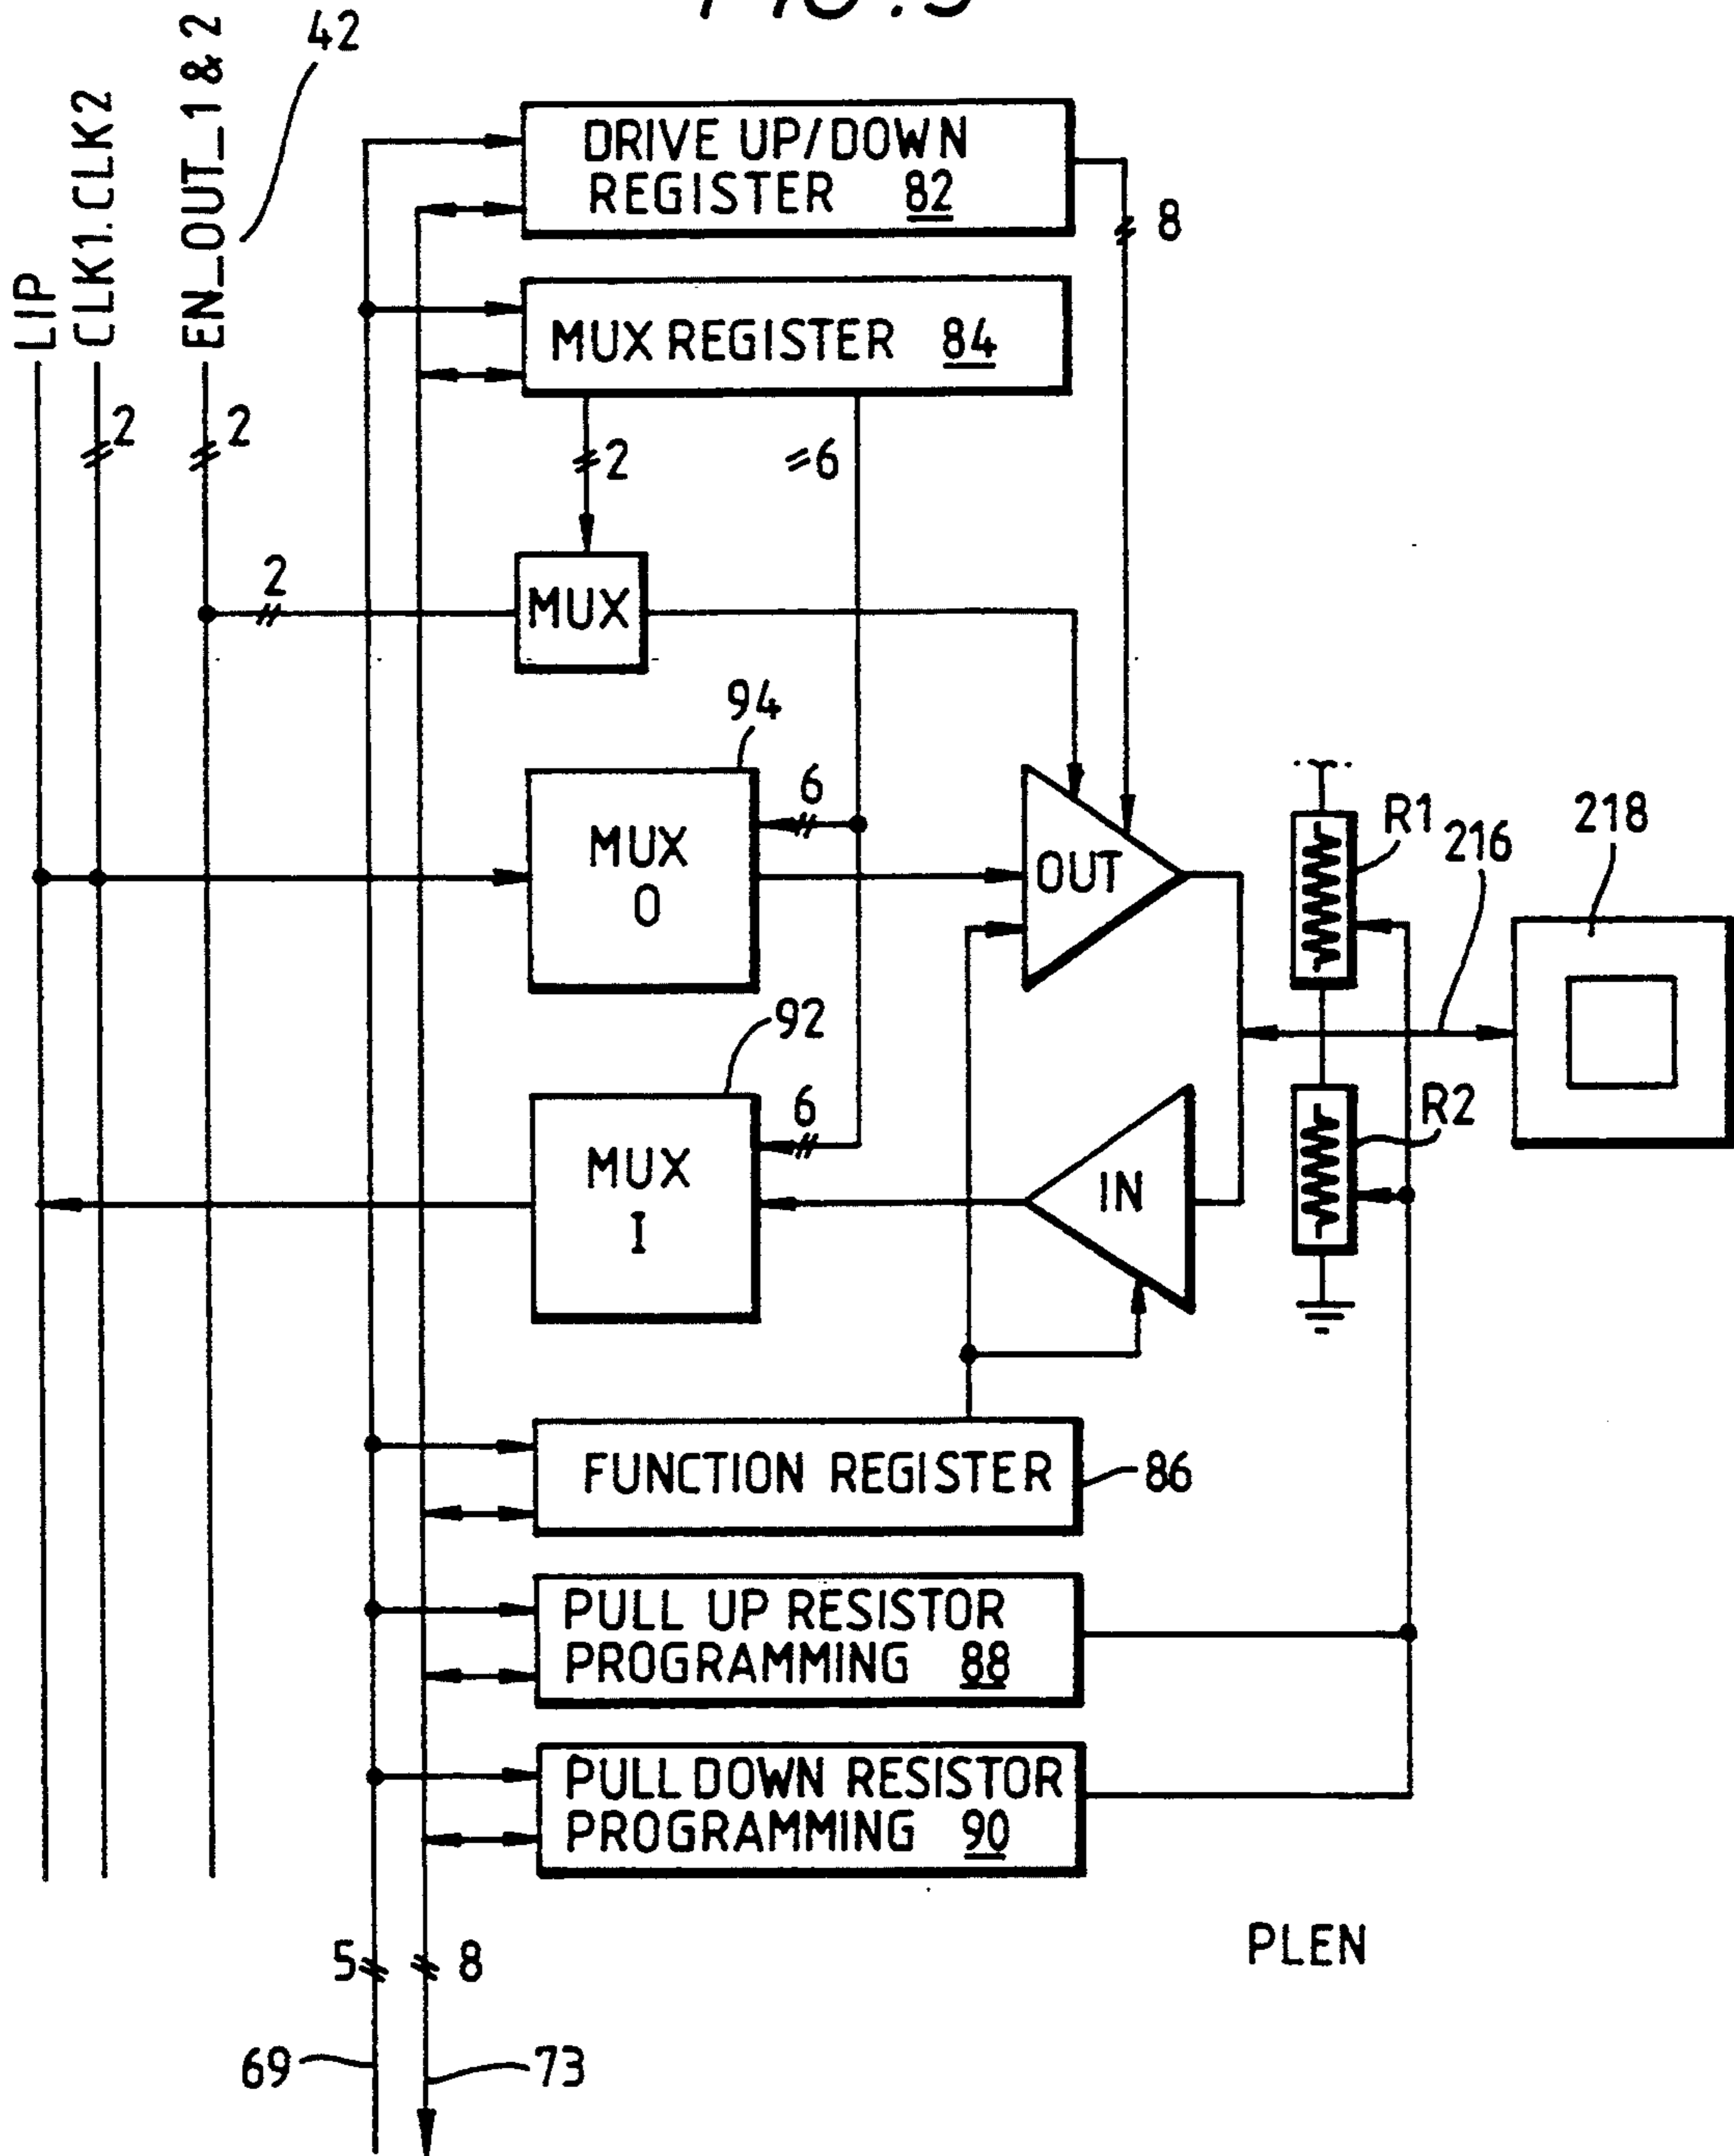 42
LIP
CLK1.CLK2
EN_OUT_1 & 2
DRIVE UP/DOWN
REGISTER 82
8
MUX REGISTER 84
2
2
2
6
2
MUX
94
MUX
O
6
OUT
R1
216
218
92
MUX
I
6
IN
R2
FUNCTION REGISTER
86
PULL UP RESISTOR
PROGRAMMING 88
PULL DOWN RESISTOR
PROGRAMMING 90
PLEN
5
8
69
73